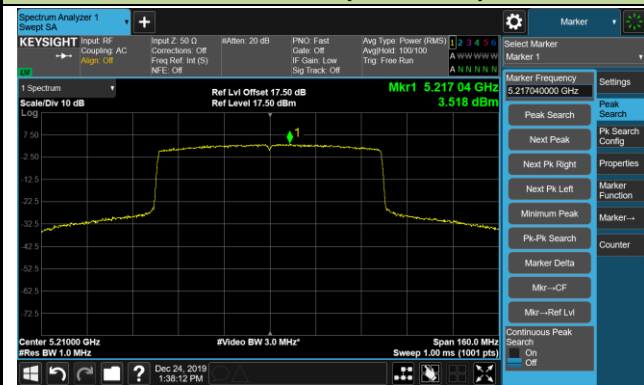 Spectrum Analyzer 1
Swept SA
+
Marker
KEYSIGHT
Input: RF
Coupling: AC
Align: Off
Input Z: 50 Ω
Corrections: Off
Freq Ref: Int (S)
NFE: Off
#Atten: 20 dB
PNO: Fast
Gate: Off
IF Gain: Low
Sig Track: Off
Avg Type: Power (RMS)
Avg|Hold: 100/100
Trig: Free Run
1 2 3 4 5 6
A W W W W W
A N N N N N
Select Marker
Marker 1
1 Spectrum
Scale/Div 10 dB
Log
Ref Lvl Offset 17.50 dB
Ref Level 17.50 dBm
Mkr1 5.217 04 GHz
3.518 dBm
1
7.50
-2.50
-12.5
-22.5
-32.5
-42.5
-52.5
-62.5
-72.5
Center 5.21000 GHz
#Res BW 1.0 MHz
#Video BW 3.0 MHz*
Span 160.0 MHz
Sweep 1.00 ms (1001 pts)
Marker Frequency
5.217040000 GHz
Peak Search
Next Peak
Next Pk Right
Next Pk Left
Minimum Peak
Pk-Pk Search
Marker Delta
Mkr→CF
Mkr→Ref Lvl
Continuous Peak
Search
On
Off
Settings
Peak
Search
Pk Search
Config
Properties
Marker
Function
Marker→
Counter
?
Dec 24, 2019
1:38:12 PM